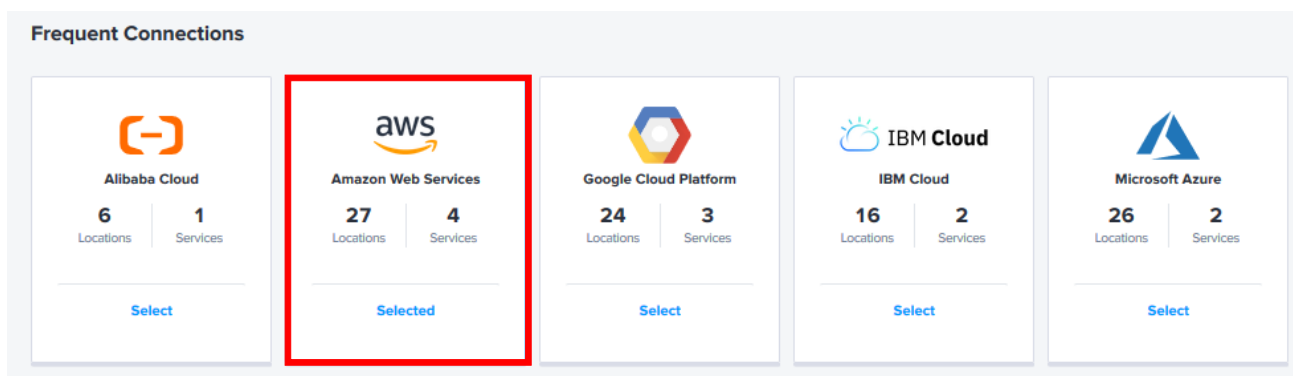 Frequent Connections
aws
IBM Cloud
Alibaba Cloud
Amazon Web Services
Google Cloud Platform
IBM Cloud
Microsoft Azure
6 1
Locations Services
27 4
Locations Services
24 3
Locations Services
16 2
Locations Services
26 2
Locations Services
Select
Selected
Select
Select
Select